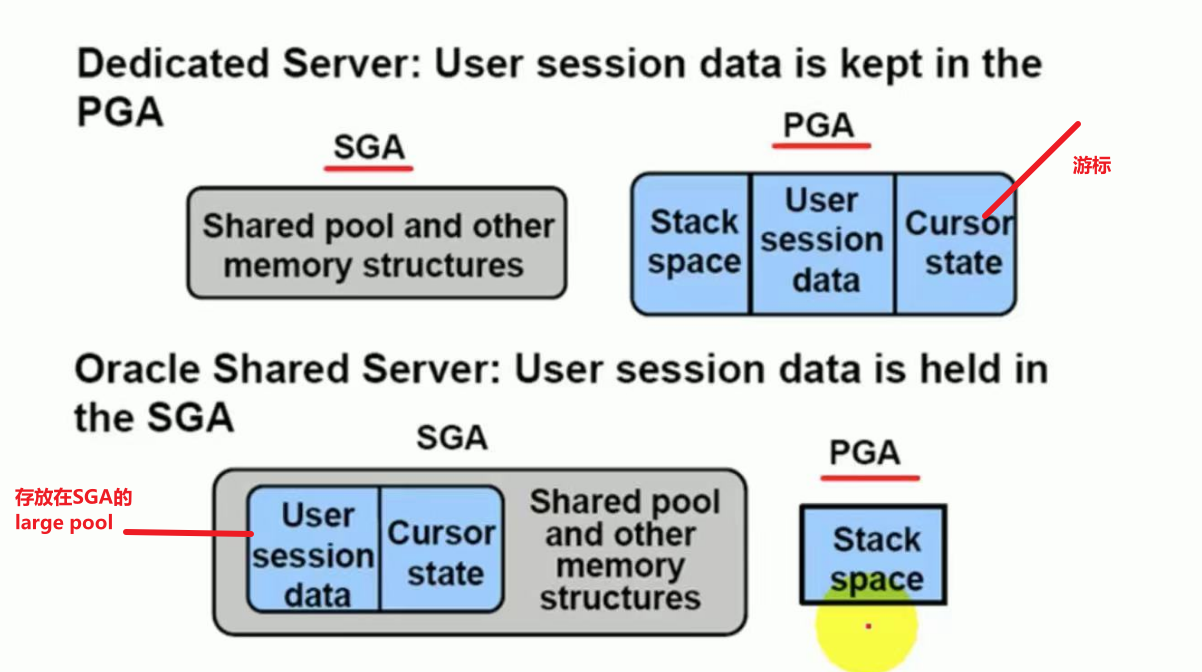 Dedicated Server: User session data is kept in the
PGA
SGA
PGA
游标
Shared pool and other
memory structures
Stack
space
User
session
data
Cursor
state
Oracle Shared Server: User session data is held in
the SGA
SGA
PGA
存放在SGA的
large pool
User
session
data
Cursor
state
Shared pool
and other
memory
structures
Stack
space